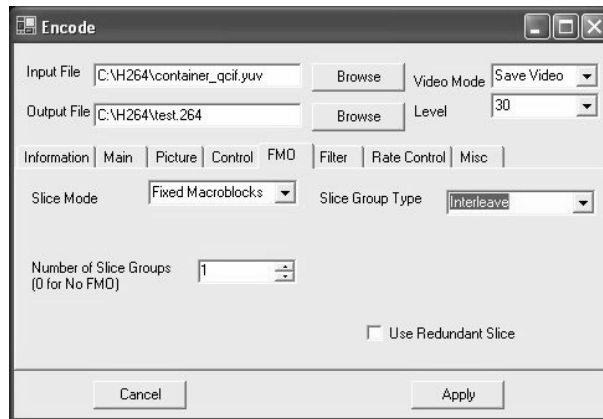 Encode
Input File C:\H264\container_qcif.yuv Browse Video Mode Save Video
Output File C:\H264\test.264 Browse Level 30
Information Main Picture Control FMO Filter Rate Control Misc
Slice Mode Fixed Macroblocks Slice Group Type Interleave
Number of Slice Groups 1
(0 for No FMO)
Use Redundant Slice
Cancel Apply